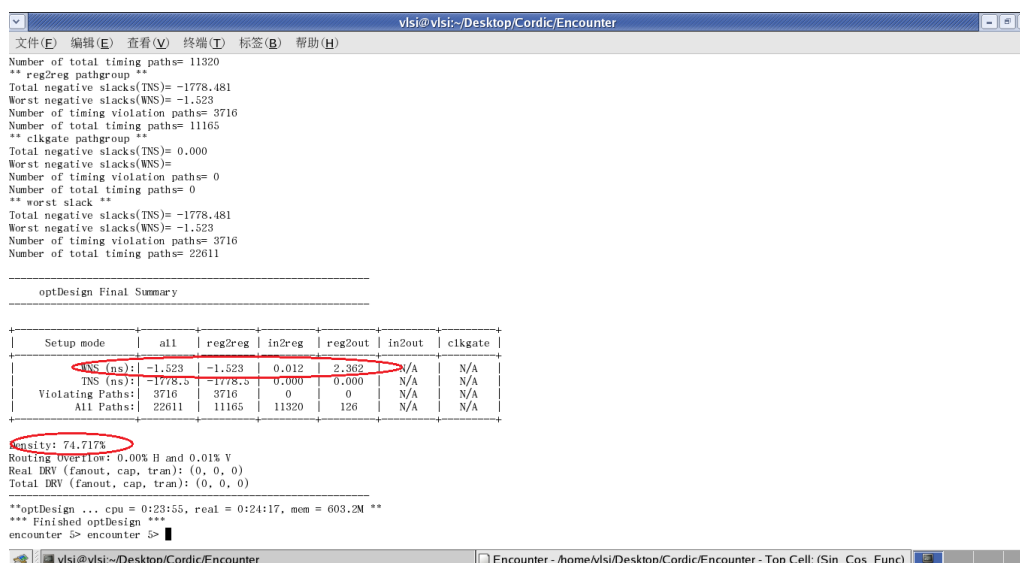 vlsi@vlsi:~/Desktop/Cordic/Encounter
文件(F) 编辑(E) 查看(V) 终端(T) 标签(B) 帮助(H)
Number of total timing paths= 11320
** reg2reg pathgroup **
Total negative slacks(TNS)= -1778.481
Worst negative slacks(WNS)= -1.523
Number of timing violation paths= 3716
Number of total timing paths= 11165
** clkgate pathgroup **
Total negative slacks(TNS)= 0.000
Worst negative slacks(WNS)=
Number of timing violation paths= 0
Number of total timing paths= 0
** worst slack **
Total negative slacks(TNS)= -1778.481
Worst negative slacks(WNS)= -1.523
Number of timing violation paths= 3716
Number of total timing paths= 22611
optDesign Final Summary
| Setup mode | all | reg2reg | in2reg | reg2out | in2out | clkgate |
| WNS (ns):| -1.523 | -1.523 | 0.012 | 2.362 | N/A | N/A |
| TNS (ns):| -1778.5 | -1778.5 | 0.000 | 0.000 | N/A | N/A |
| Violating Paths:| 3716 | 3716 | 0 | 0 | N/A | N/A |
| All Paths:| 22611 | 11165 | 11320 | 126 | N/A | N/A |
Density: 74.717%
Routing Overflow: 0.00% H and 0.01% V
Real DRV (fanout, cap, tran): (0, 0, 0)
Total DRV (fanout, cap, tran): (0, 0, 0)
**optDesign ... cpu = 0:23:55, real = 0:24:17, mem = 603.2M **
*** Finished optDesign ***
encounter 5> encounter 5>
vlsi@vlsi:~/Desktop/Cordic/Encounter
Encounter - /home/vlsi/Desktop/Cordic/Encounter - Top Cell: (Sin_Cos_Func)